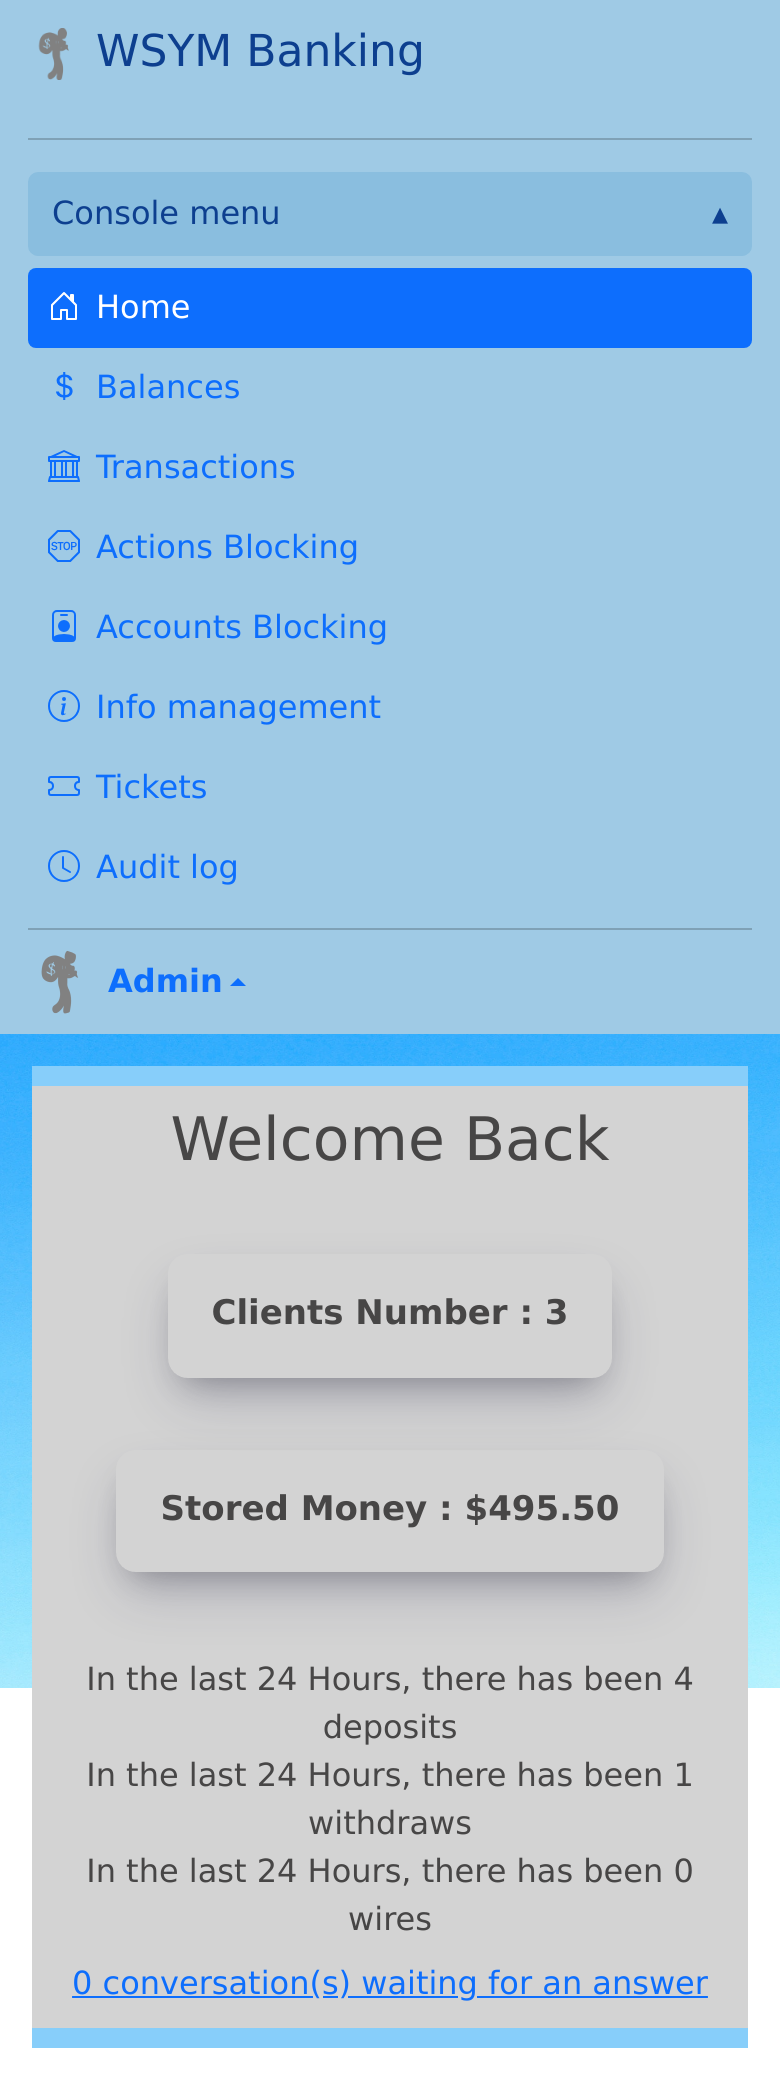 WSYM Banking
Console menu ▲
Home
$ Balances
Transactions
STOP Actions Blocking
Accounts Blocking
Info management
Tickets
Audit log
Admin
Welcome Back
Clients Number : 3
Stored Money : $495.50
In the last 24 Hours, there has been 4
deposits
In the last 24 Hours, there has been 1
withdraws
In the last 24 Hours, there has been 0
wires
0 conversation(s) waiting for an answer